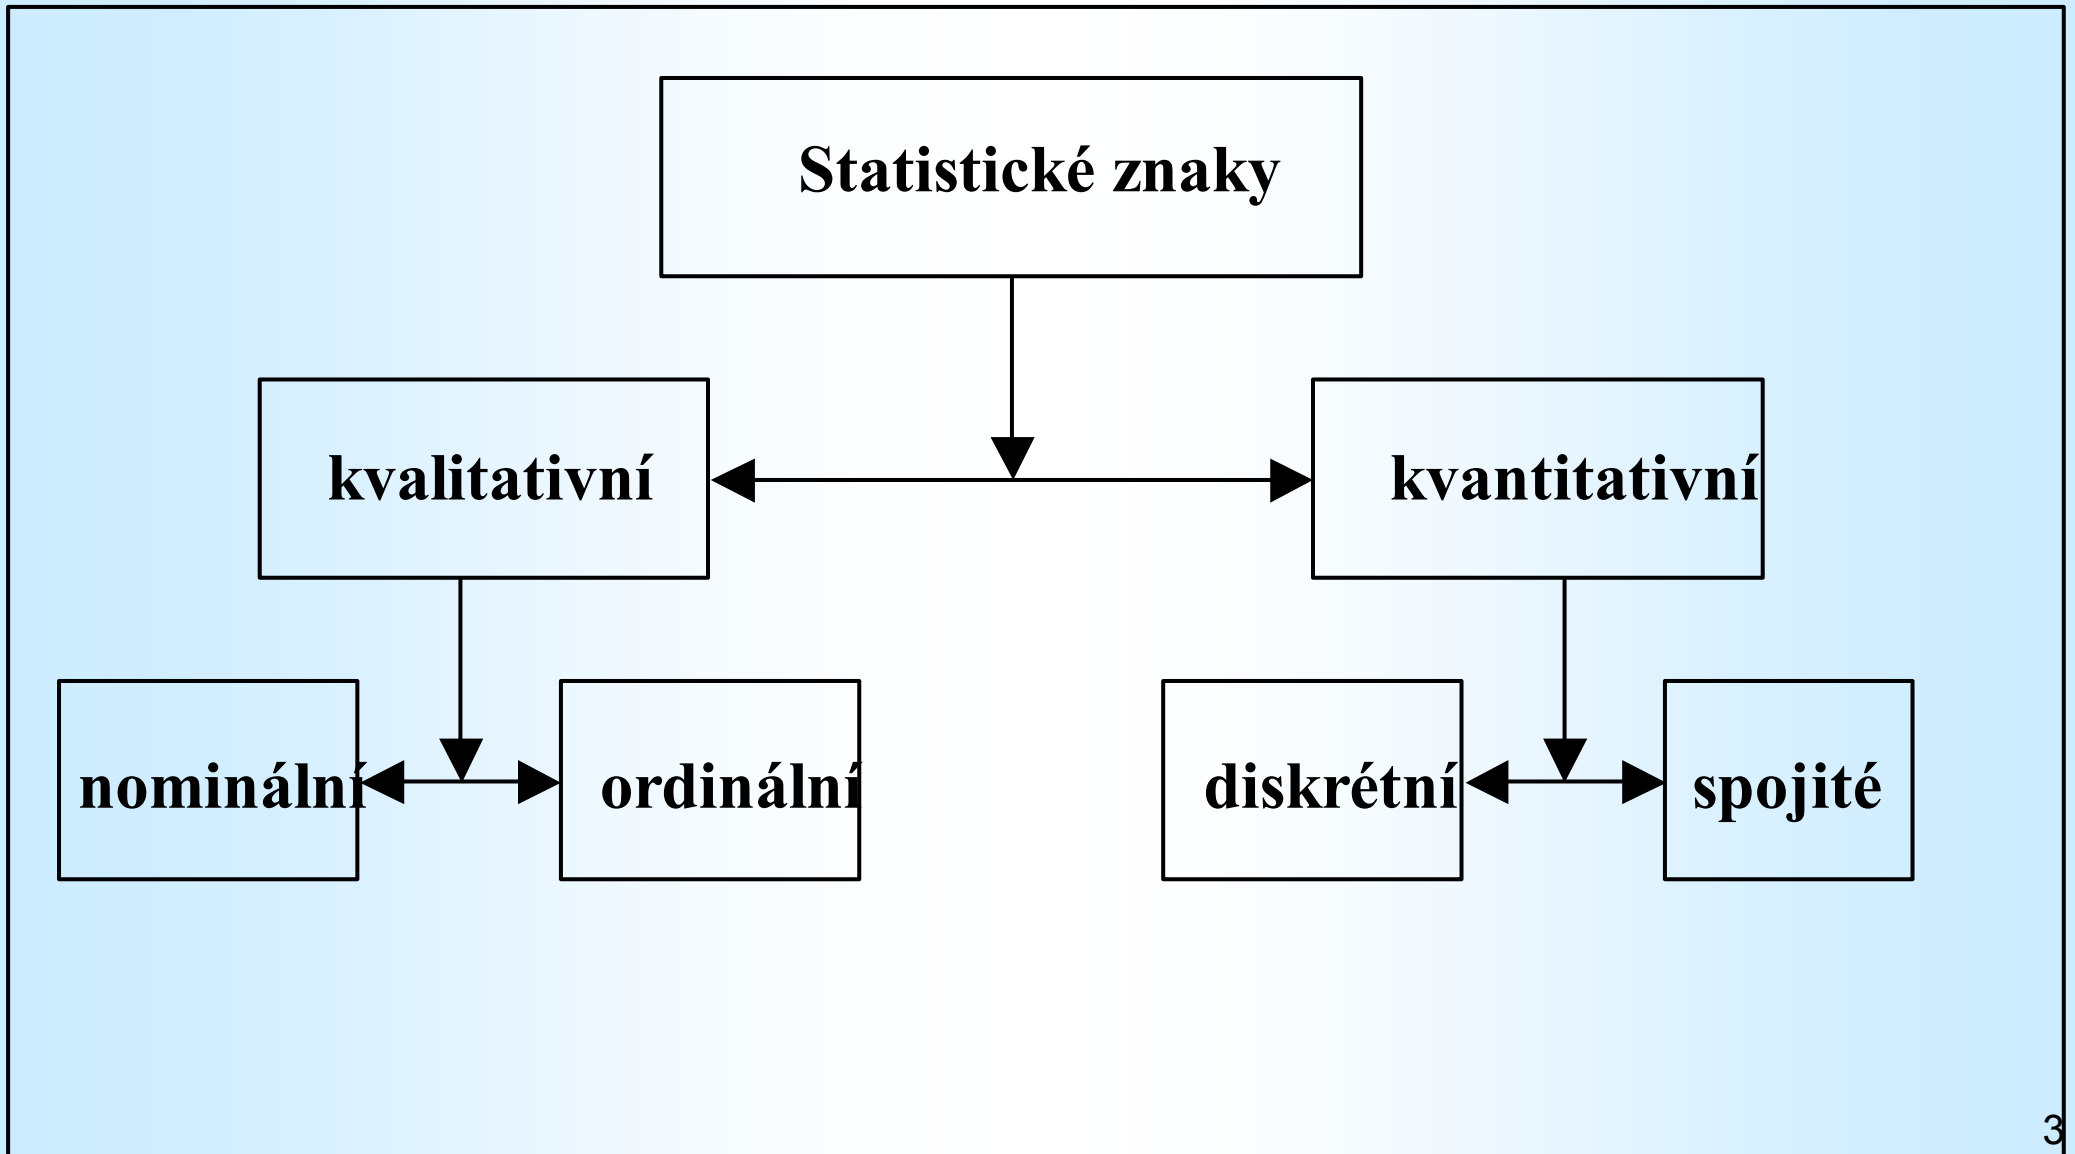 Statistické znaky
kvalitativní
kvantitativní
nominální
ordinální
diskrétní
spojité
3